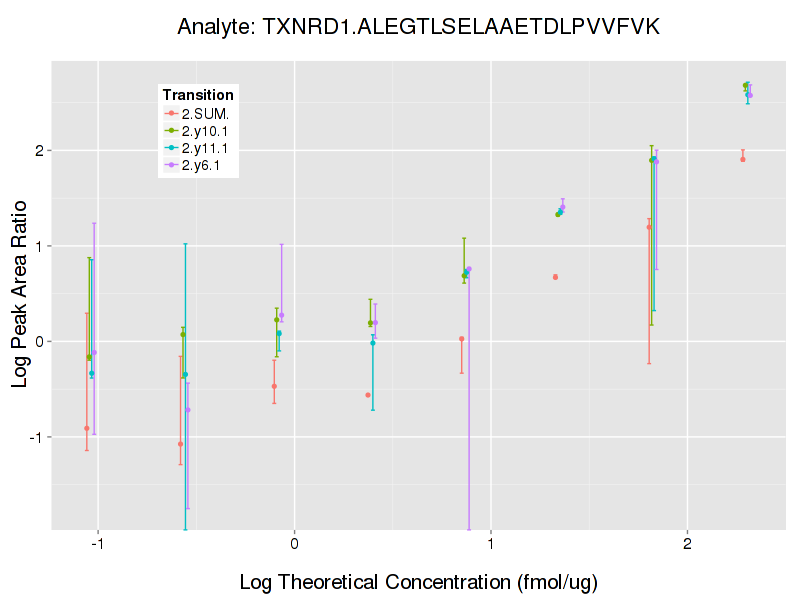 Analyte: TXNRD1.ALEGTLSELAAETDLPVVFVK
Log Peak Area Ratio
2
1
0
-1
Transition
2.SUM.
2.y10.1
2.y11.1
2.y6.1
-1 0 1 2
Log Theoretical Concentration (fmol/ug)